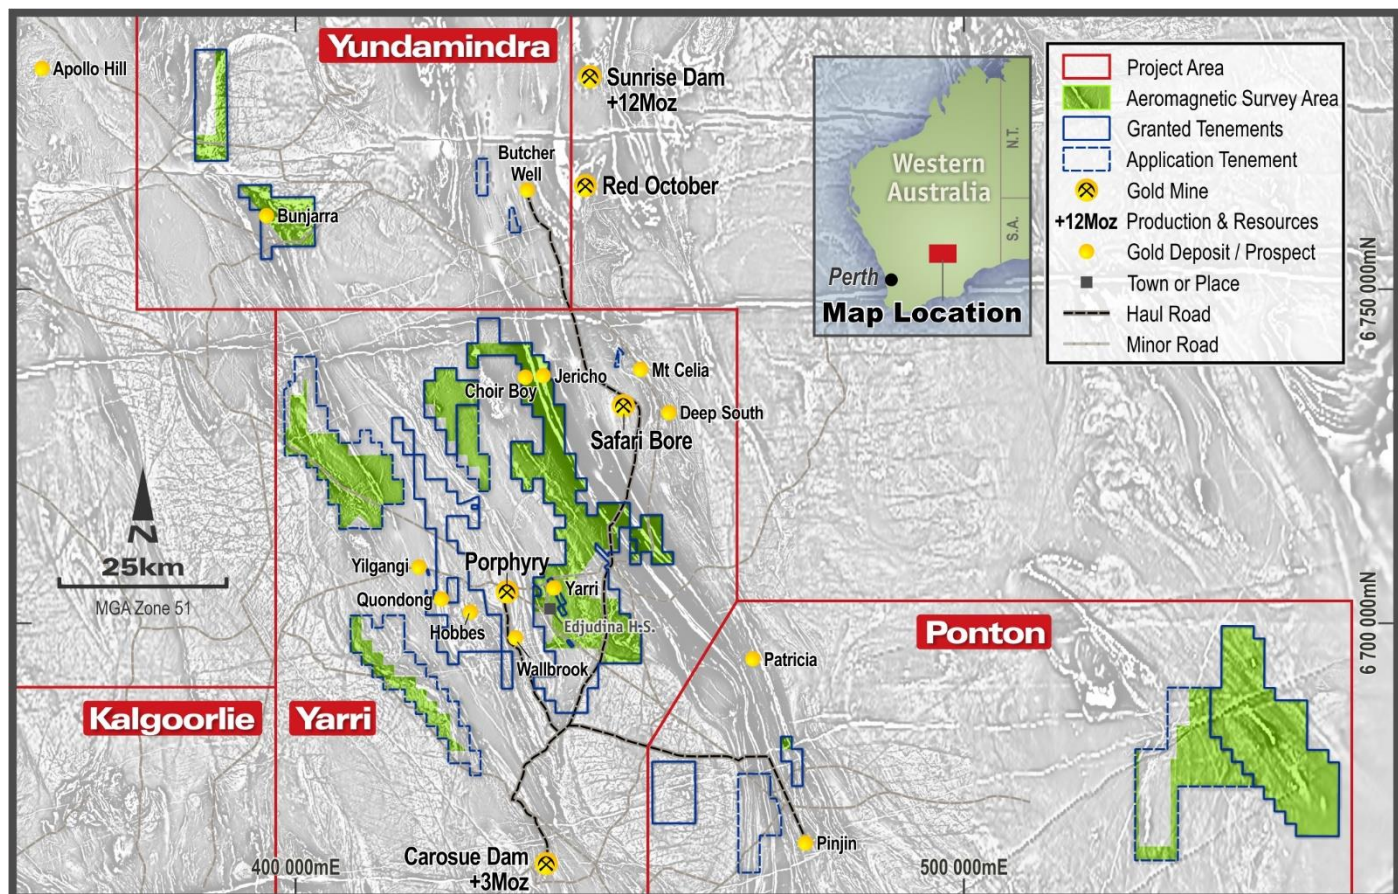 Yundamindra
Apollo Hill
Sunrise Dam
+12Moz
Butcher
Well
Red October
Bunjarra
Western
Australia
N.T.
S.A.
Perth
Map Location
Project Area
Aeromagnetic Survey Area
Granted Tenements
Application Tenement
Gold Mine
+12Moz Production & Resources
Gold Deposit / Prospect
Town or Place
Haul Road
Minor Road
6 750 000mN
Mt Celia
Jericho
Choir Boy
Deep South
Safari Bore
N
25km
MGA Zone 51
Porphyry
Yilgangi
Yarri
Quondong
Hobbes
Edjudina H.S.
Wallbrook
6 700 000mN
Ponton
Patricia
Kalgoorlie
Yarri
Pinjin
Carosue Dam
+3Moz
400 000mE
500 000mE